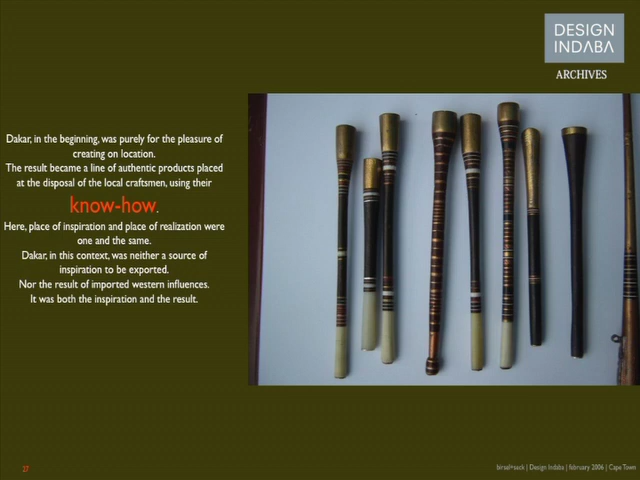 DESIGN
INDABA
ARCHIVES
Dakar, in the beginning, was purely for the pleasure of
creating on location.
The result became a line of authentic products placed
at the disposal of the local craftsmen, using their
know-how.
Here, place of inspiration and place of realization were
one and the same.
Dakar, in this context, was neither a source of
inspiration to be exported.
Nor the result of imported western influences.
It was both the inspiration and the result.
27
birsel+seck | Design Indaba | february 2006 | Cape Town